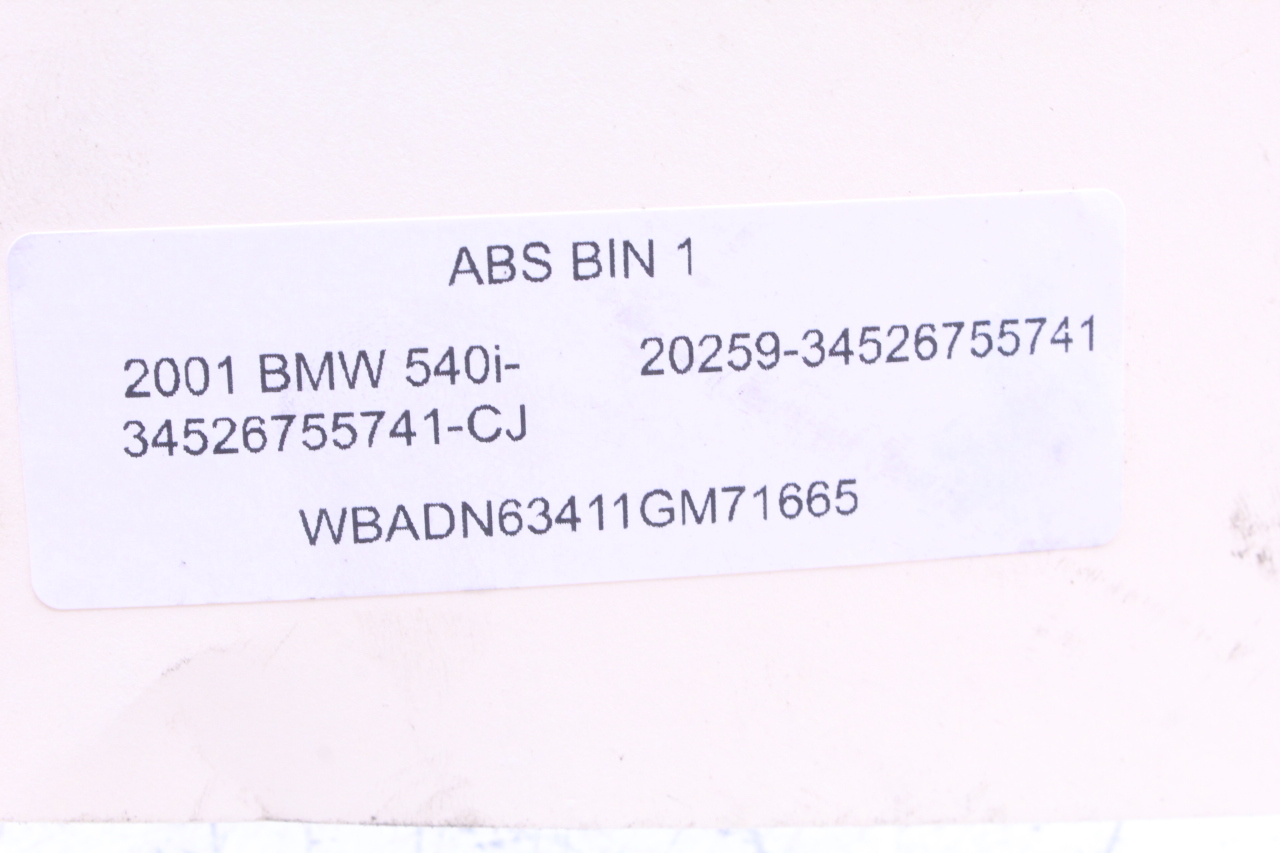 ABS BIN 1
2001 BMW 540i- 20259-34526755741
34526755741-CJ
WBADN63411GM71665